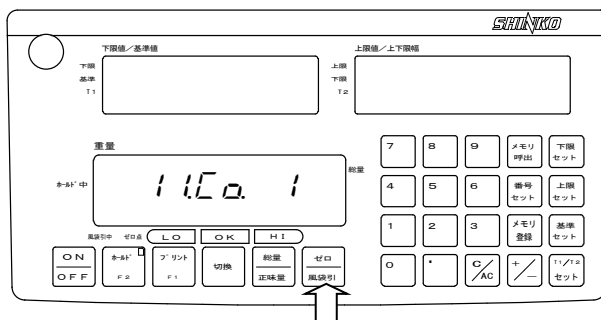 SHINKO
下限値／基準値
上限値／上下限幅
下限
基準
T1
上限
下限
T2
重量
ﾎｰﾙﾄﾞ中
11.Co. 1
総量
風袋引中 ゼロ点 LO OK HI
ON
OFF
ﾎｰﾙﾄﾞ
F2
ﾌﾟﾘﾝﾄ
F1
切換
総量
正味量
ゼロ
風袋引
7 8 9
メモリ
呼出
下限
セット
4 5 6
番号
セット
上限
セット
1 2 3
メモリ
登録
基準
セット
0 ・
C/AC
+/−
T1/T2
セット